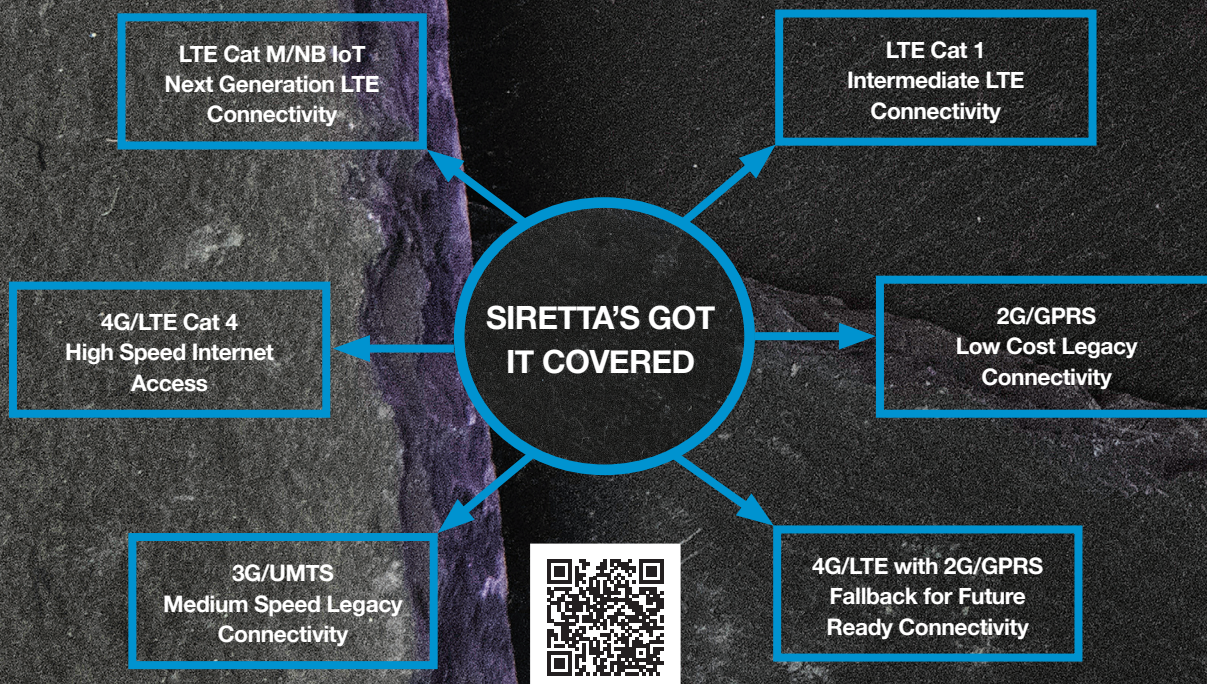 LTE Cat M/NB IoT
Next Generation LTE
Connectivity
LTE Cat 1
Intermediate LTE
Connectivity
4G/LTE Cat 4
High Speed Internet
Access
SIRETTA’S GOT
IT COVERED
2G/GPRS
Low Cost Legacy
Connectivity
3G/UMTS
Medium Speed Legacy
Connectivity
4G/LTE with 2G/GPRS
Fallback for Future
Ready Connectivity